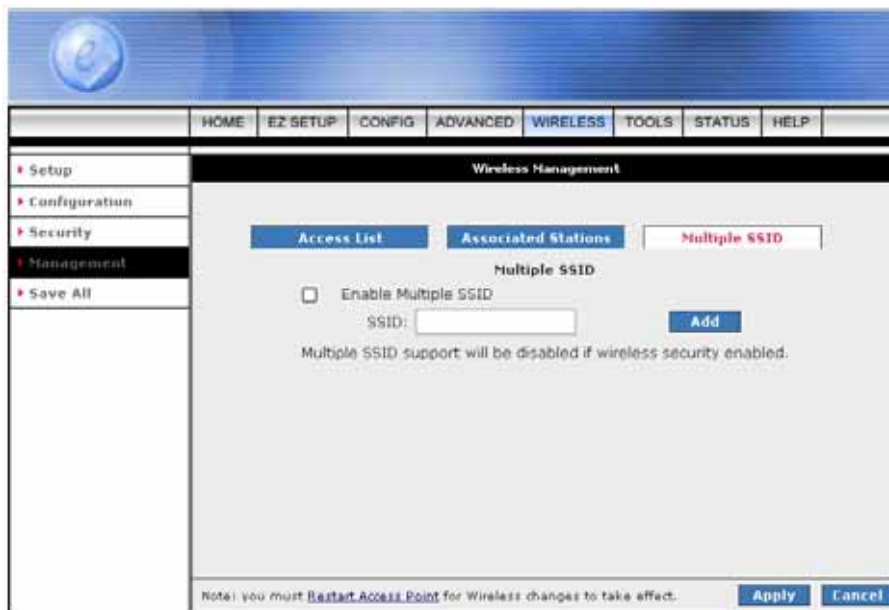 e
HOME EZ SETUP CONFIG ADVANCED WIRELESS TOOLS STATUS HELP
Setup
Configuration
Security
Management
Save All
Wireless Management
Access List Associated Stations Multiple SSID
Multiple SSID
Enable Multiple SSID
SSID: Add
Multiple SSID support will be disabled if wireless security enabled.
Note: you must Restart Access Point for Wireless changes to take effect. Apply Cancel